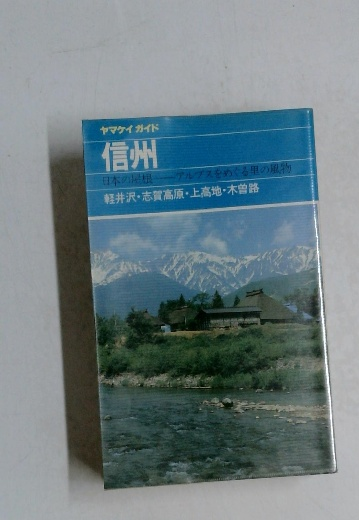 ヤマケイ ガイド
信州
日本の屋根――アルプスをめぐる里の風物
軽井沢・志賀高原・上高地・木曽路